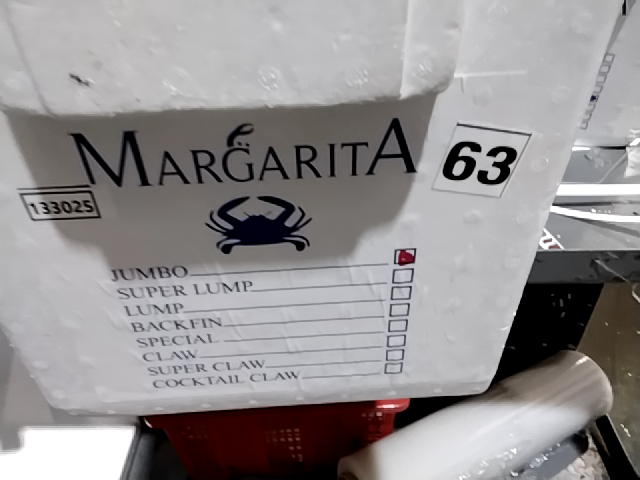 MARGARITA
63
133025
JUMBO
SUPER LUMP
LUMP
BACKFIN
SPECIAL
CLAW
SUPER CLAW
COCKTAIL CLAW